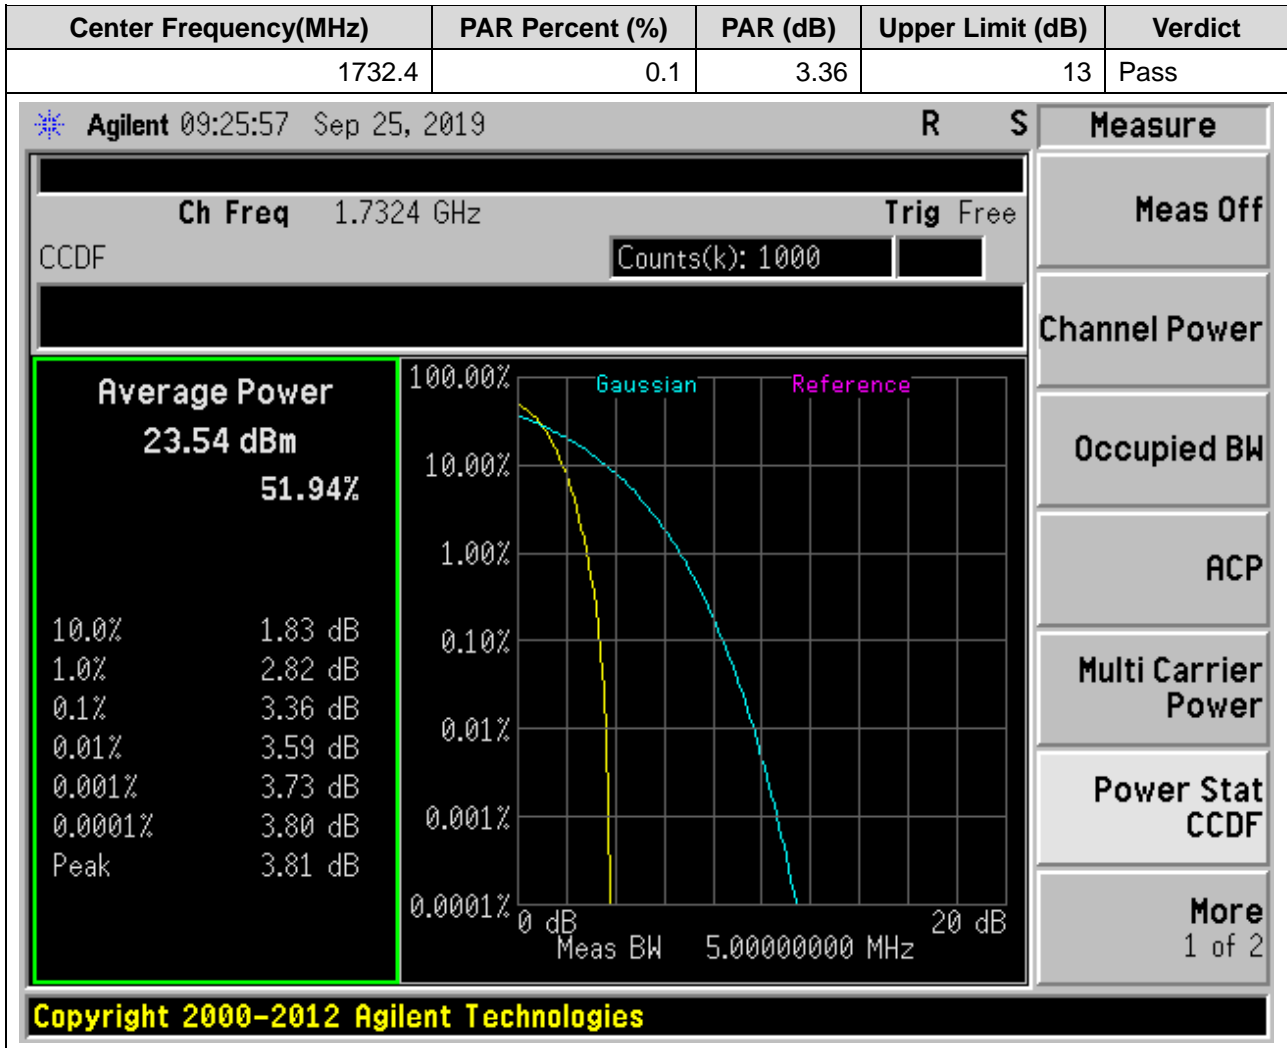 Center Frequency(MHz) PAR Percent (%) PAR (dB) Upper Limit (dB) Verdict
1732.4 0.1 3.36 13 Pass
Agilent 09:25:57 Sep 25, 2019 R S
Ch Freq 1.7324 GHz Trig Free
CCDF Counts(k): 1000
Average Power
23.54 dBm
51.94%
10.0% 1.83 dB
1.0% 2.82 dB
0.1% 3.36 dB
0.01% 3.59 dB
0.001% 3.73 dB
0.0001% 3.80 dB
Peak 3.81 dB
Gaussian Reference
100.00%
10.00%
1.00%
0.10%
0.01%
0.001%
0.0001%
0 dB 20 dB
Meas BW 5.00000000 MHz
Measure
Meas Off
Channel Power
Occupied BW
ACP
Multi Carrier
Power
Power Stat
CCDF
More
1 of 2
Copyright 2000-2012 Agilent Technologies